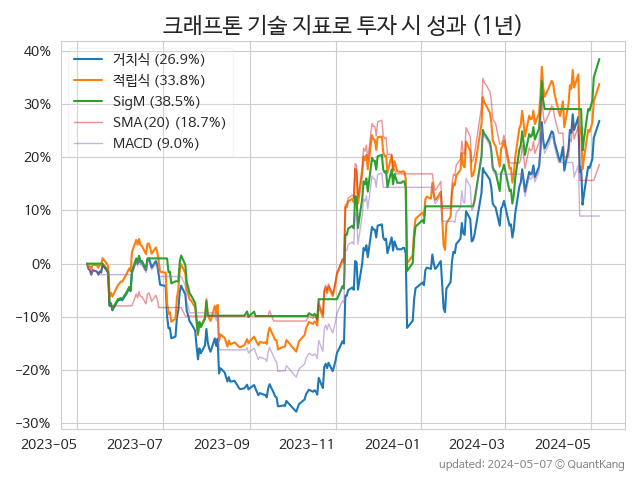 크래프톤 기술 지표로 투자 시 성과 (1년)
거치식 (26.9%)
적립식 (33.8%)
SigM (38.5%)
SMA(20) (18.7%)
MACD (9.0%)
40%
30%
20%
10%
0%
−10%
−20%
−30%
2023-05 2023-07 2023-09 2023-11 2024-01 2024-03 2024-05
updated: 2024-05-07 © QuantKang